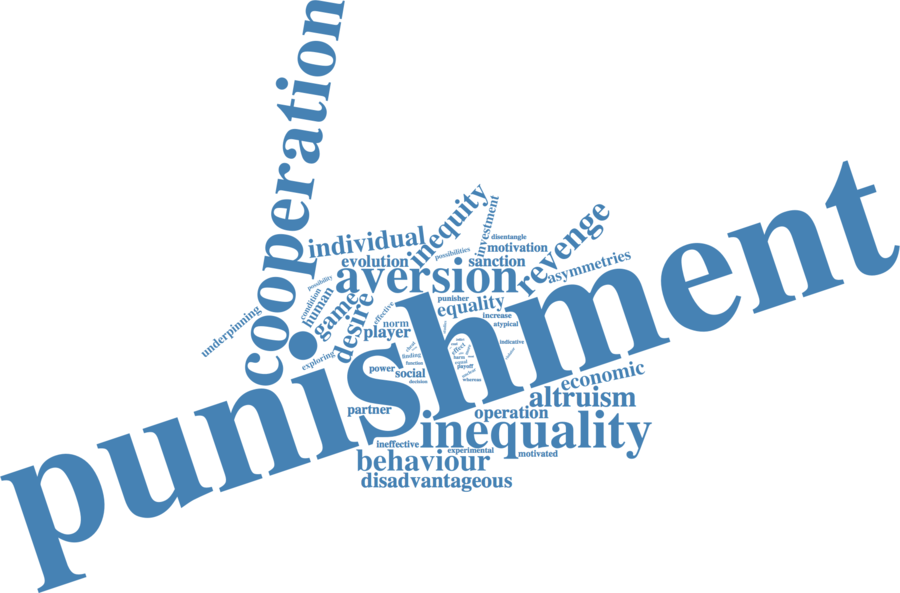 cooperation
individual
inequity
investment
disentangle
motivation
revenge
possibilities
evolution
sanction
asymmetries
aversion
possibility
condition
human
game
desire
effective
punisher
equality
increase
atypical
norm
player
underpinning
exploring
punishment
indicative
finding
function
effect
payoff
whereas
power
social
decision
economic
altruism
partner
operation
inequality
ineffective
experimental
motivated
behaviour
disadvantageous